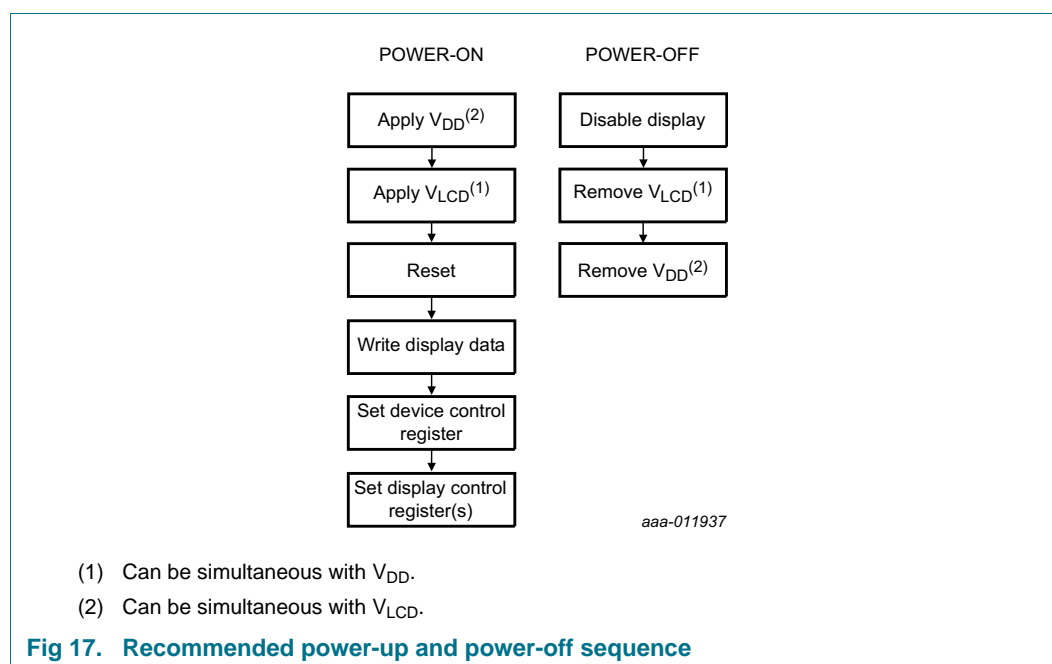 POWER-ON
Apply VDD(2)
Apply VLCD(1)
Reset
Write display data
Set device control
register
Set display control
register(s)
POWER-OFF
Disable display
Remove VLCD(1)
Remove VDD(2)
aaa-011937
(1) Can be simultaneous with VDD.
(2) Can be simultaneous with VLCD.
Fig 17. Recommended power-up and power-off sequence